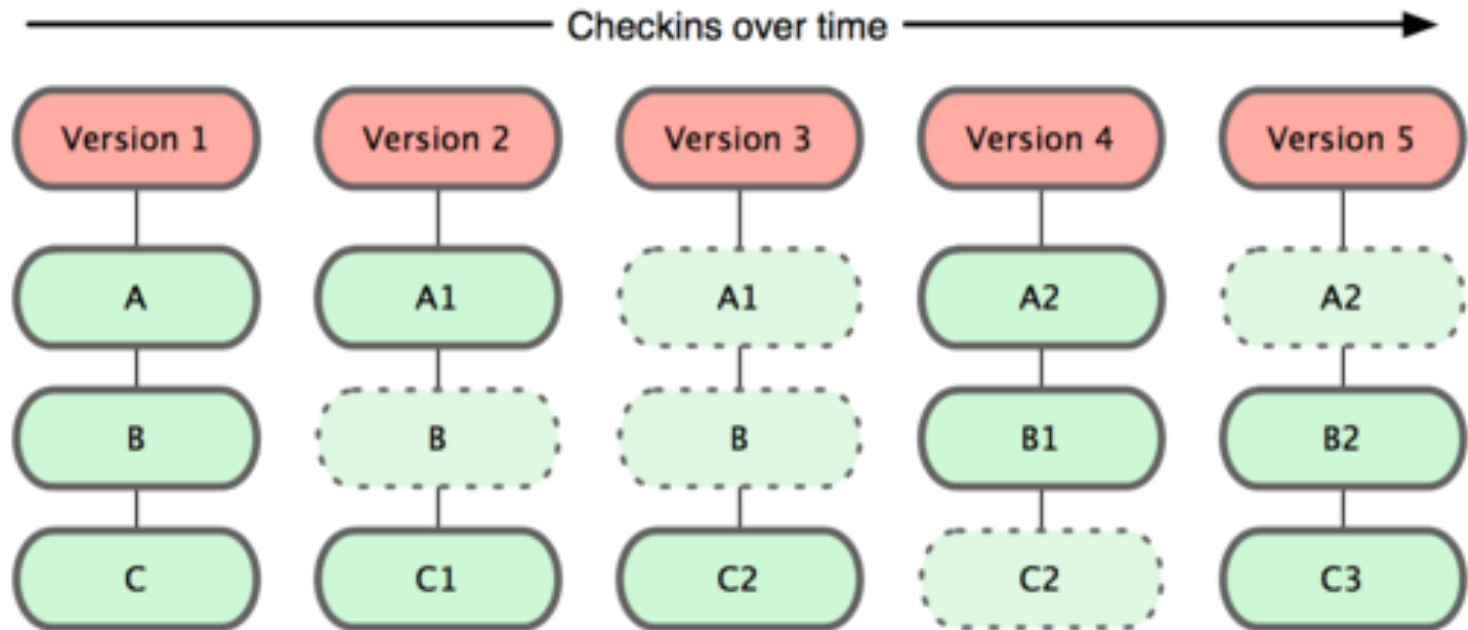 Checkins over time
Version 1 Version 2 Version 3 Version 4 Version 5
A A1 A1 A2 A2
B B B B1 B2
C C1 C2 C2 C3